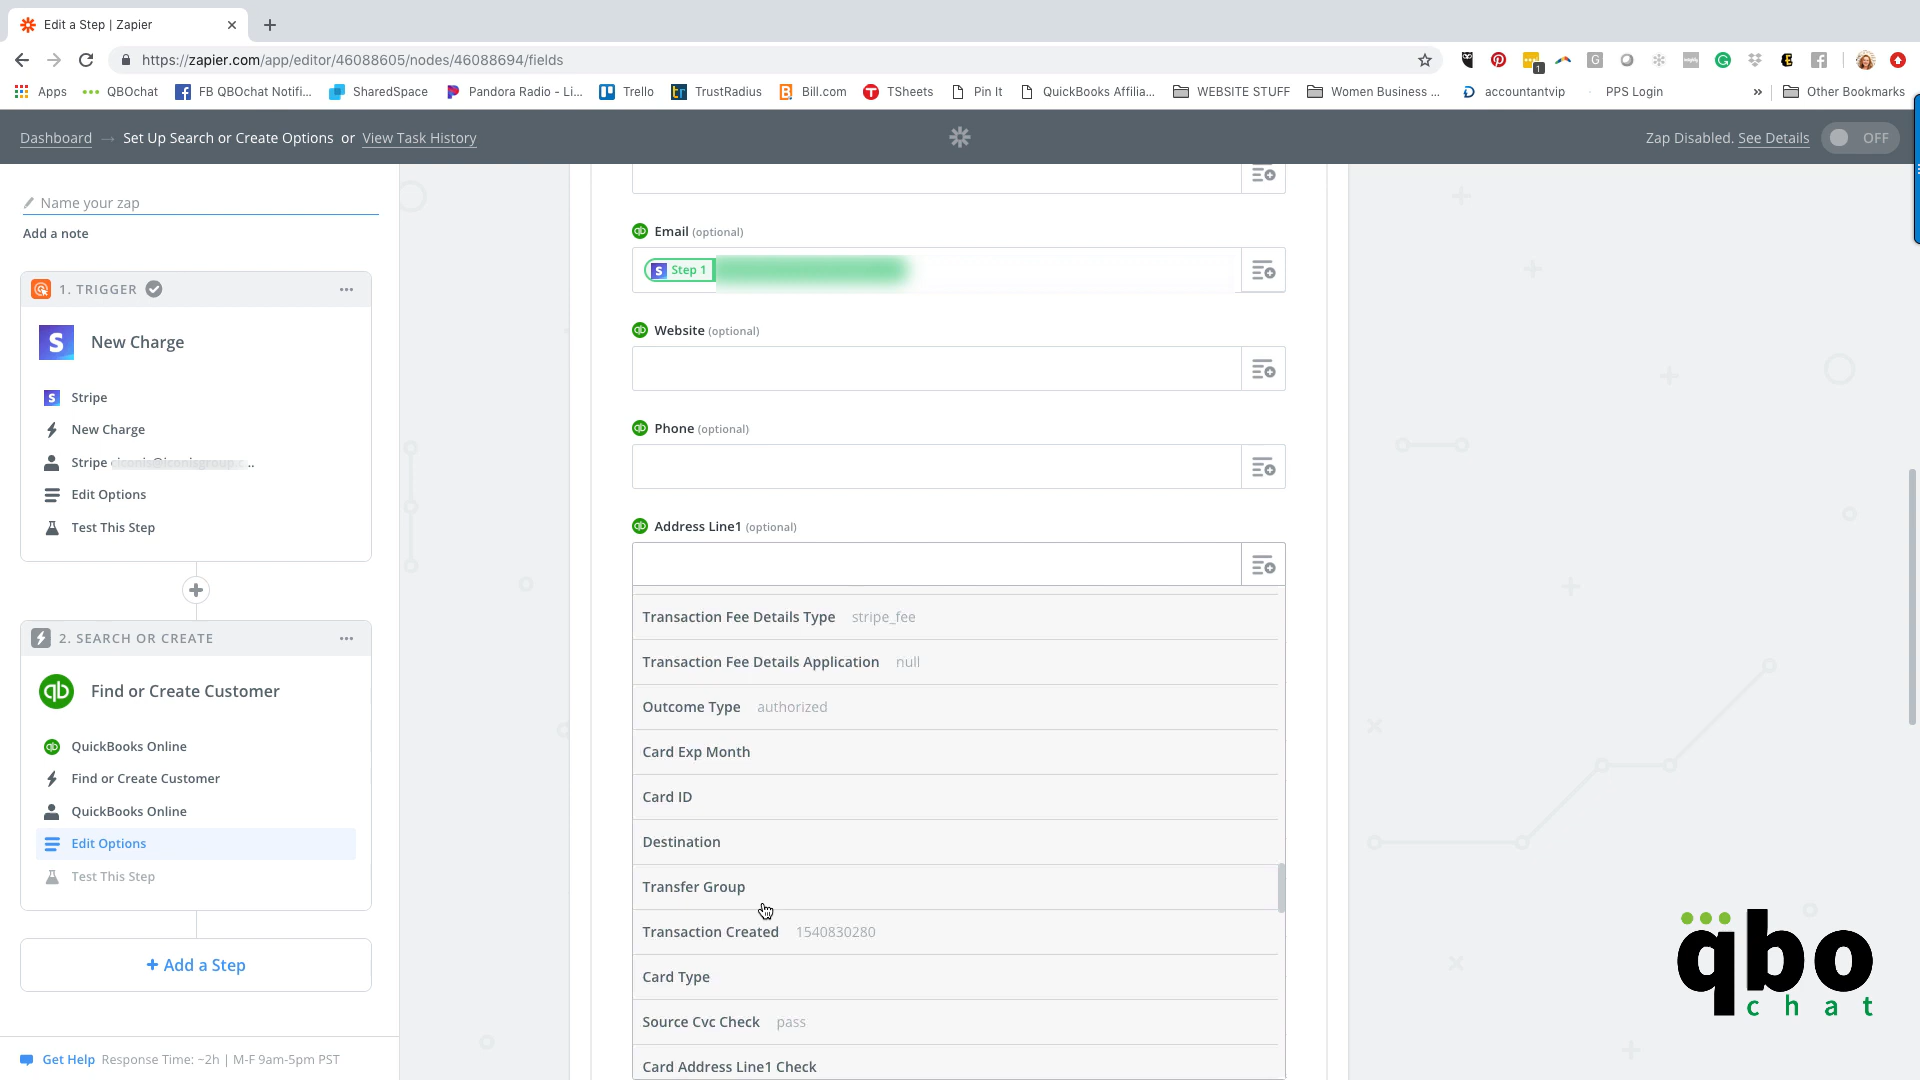 Edit a Step | Zapier
https://zapier.com/app/editor/46088605/nodes/46088694/fields
Apps
QBOchat
FB QBOchat Notifi...
SharedSpace
Pandora Radio - Li...
Trello
TrustRadius
Bill.com
TSheets
Pin It
QuickBooks Affilia...
WEBSITE STUFF
Women Business ...
accountantvip
PPS Login
»
Other Bookmarks
Dashboard → Set Up Search or Create Options or View Task History
Zap Disabled. See Details
OFF
Name your zap
Add a note
1. TRIGGER
New Charge
Stripe
New Charge
Stripe
Edit Options
Test This Step
2. SEARCH OR CREATE
Find or Create Customer
QuickBooks Online
Find or Create Customer
QuickBooks Online
Edit Options
Test This Step
+ Add a Step
Get Help Response Time: ~2h | M-F 9am-5pm PST
Email (optional)
Step 1
Website (optional)
Phone (optional)
Address Line1 (optional)
Transaction Fee Details Type stripe_fee
Transaction Fee Details Application null
Outcome Type authorized
Card Exp Month
Card ID
Destination
Transfer Group
Transaction Created 1540830280
Card Type
Source Cvc Check pass
Card Address Line1 Check
qbo
chat